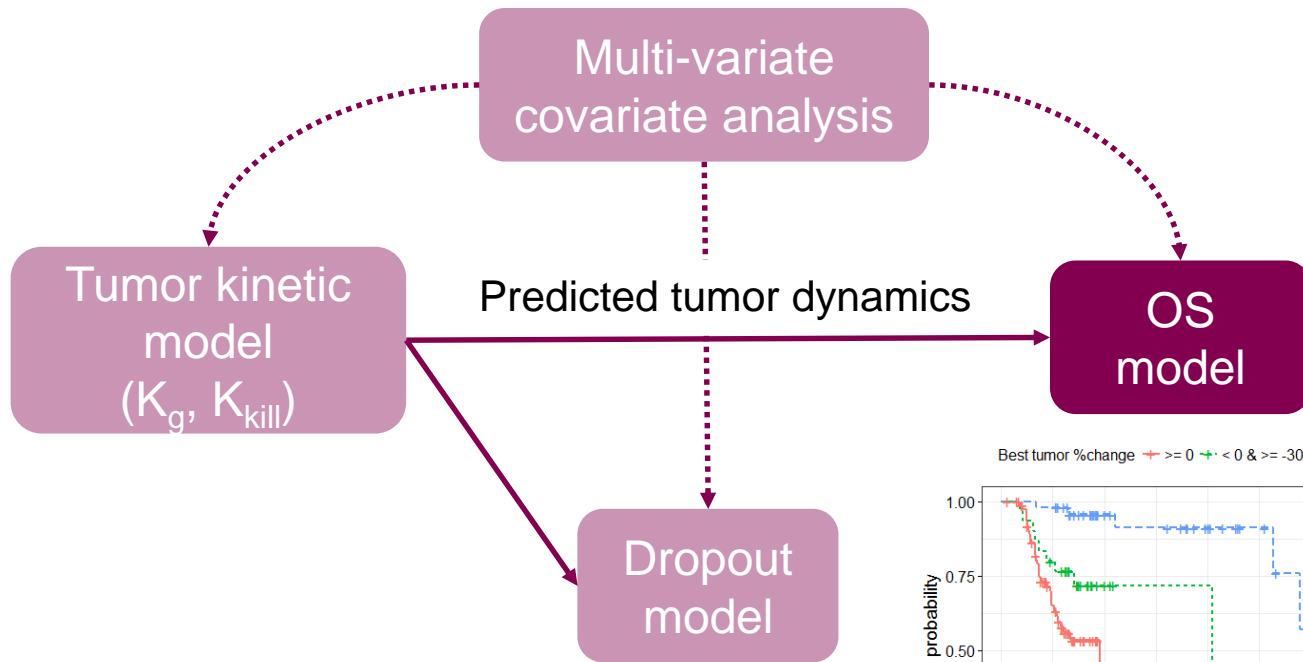 Multi-variate
covariate analysis
Tumor kinetic
model
(Kg, Kkill)
Predicted tumor dynamics
OS
model
Dropout
model
Best tumor %change >= 0 < 0 & >= -30
1.00
0.75
0.50
probability